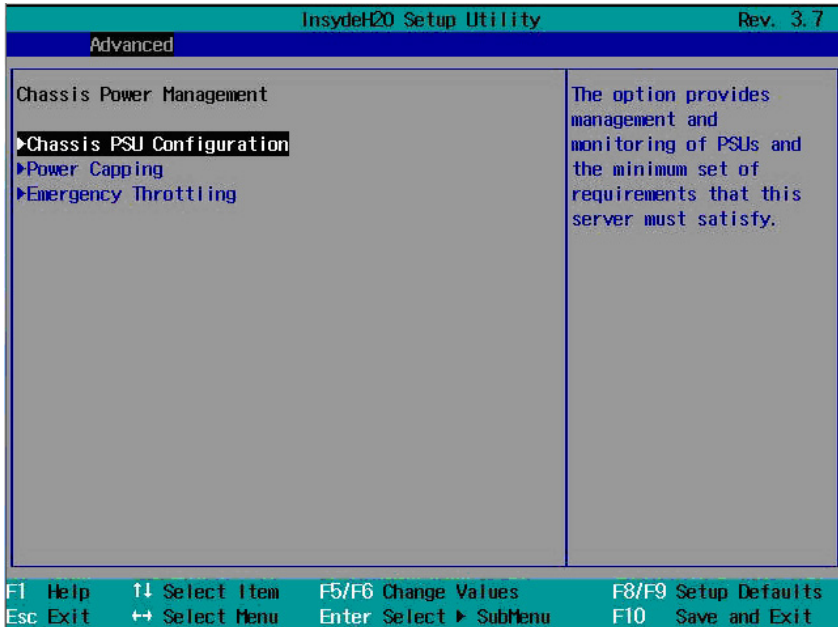 InsydeH2O Setup Utility Rev. 3.7
Advanced
Chassis Power Management
▶Chassis PSU Configuration
▶Power Capping
▶Emergency Throttling
The option provides
management and
monitoring of PSUs and
the minimum set of
requirements that this
server must satisfy.
F1 Help ↑↓ Select Item F5/F6 Change Values F8/F9 Setup Defaults
Esc Exit ↔ Select Menu Enter Select ▶ SubMenu F10 Save and Exit